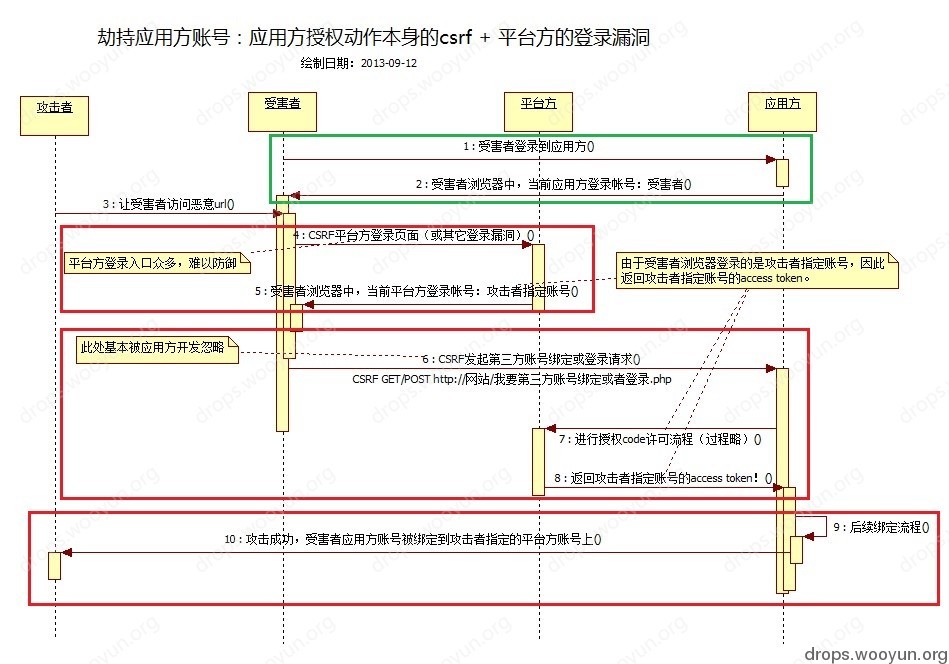 劫持应用方账号：应用方授权动作本身的csrf + 平台方的登录漏洞
绘制日期：2013-09-12
攻击者
受害者
平台方
应用方
1 : 受害者登录到应用方()
2 : 受害者浏览器中，当前应用方登录帐号：受害者()
3 : 让受害者访问恶意url()
4 : CSRF平台方登录页面（或其它登录漏洞）()
平台方登录入口众多，难以防御
由于受害者浏览器登录的是攻击者指定账号，因此
返回攻击者指定账号的access token。
5 : 受害者浏览器中，当前平台方登录帐号：攻击者指定账号()
此处基本被应用方开发忽略
6 : CSRF发起第三方账号绑定或登录请求()
CSRF GET/POST http://网站/我要第三方账号绑定或者登录.php
7 : 进行授权code许可流程（过程略）()
8 : 返回攻击者指定账号的access token！()
9 : 后续绑定流程()
10 : 攻击成功，受害者应用方账号被绑定到攻击者指定的平台方账号上()
drops.wooyun.org